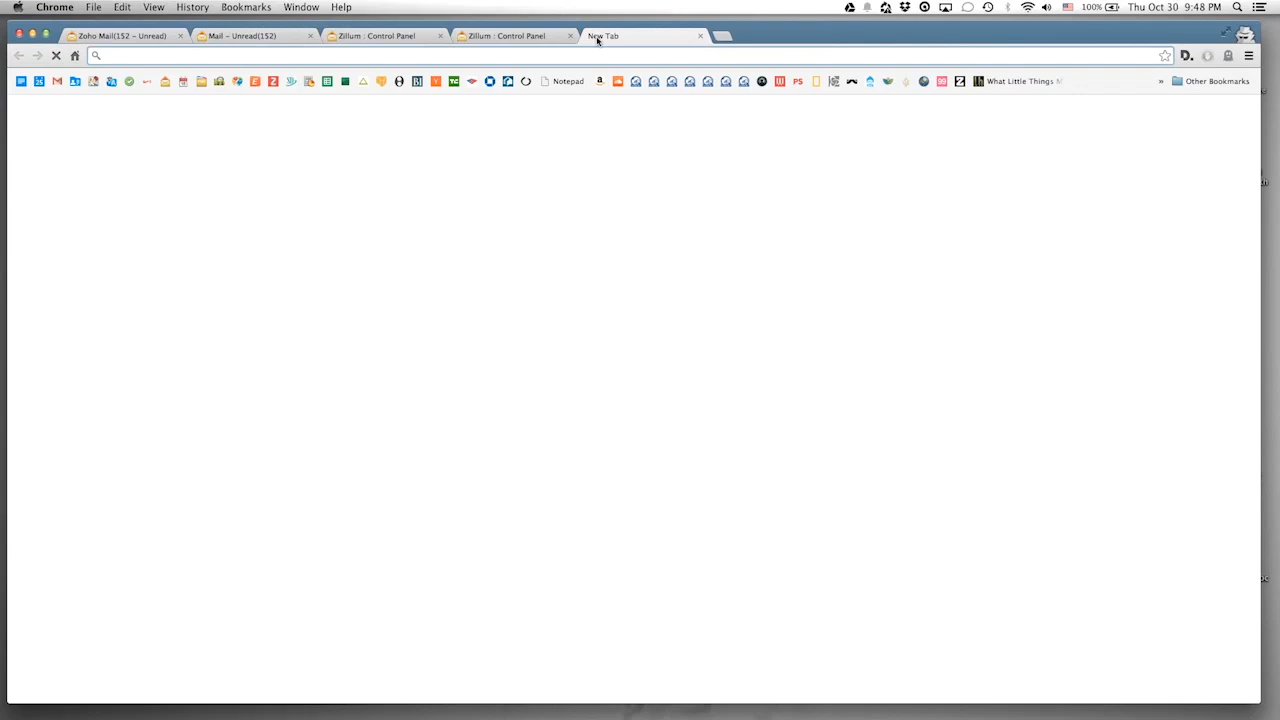 Chrome File Edit View History Bookmarks Window Help 100% Thu Oct 30 9:48 PM
Zoho Mail(152 – Unread) Mail – Unread(152) Zillum : Control Panel Zillum : Control Panel New Tab
Notepad What Little Things Other Bookmarks